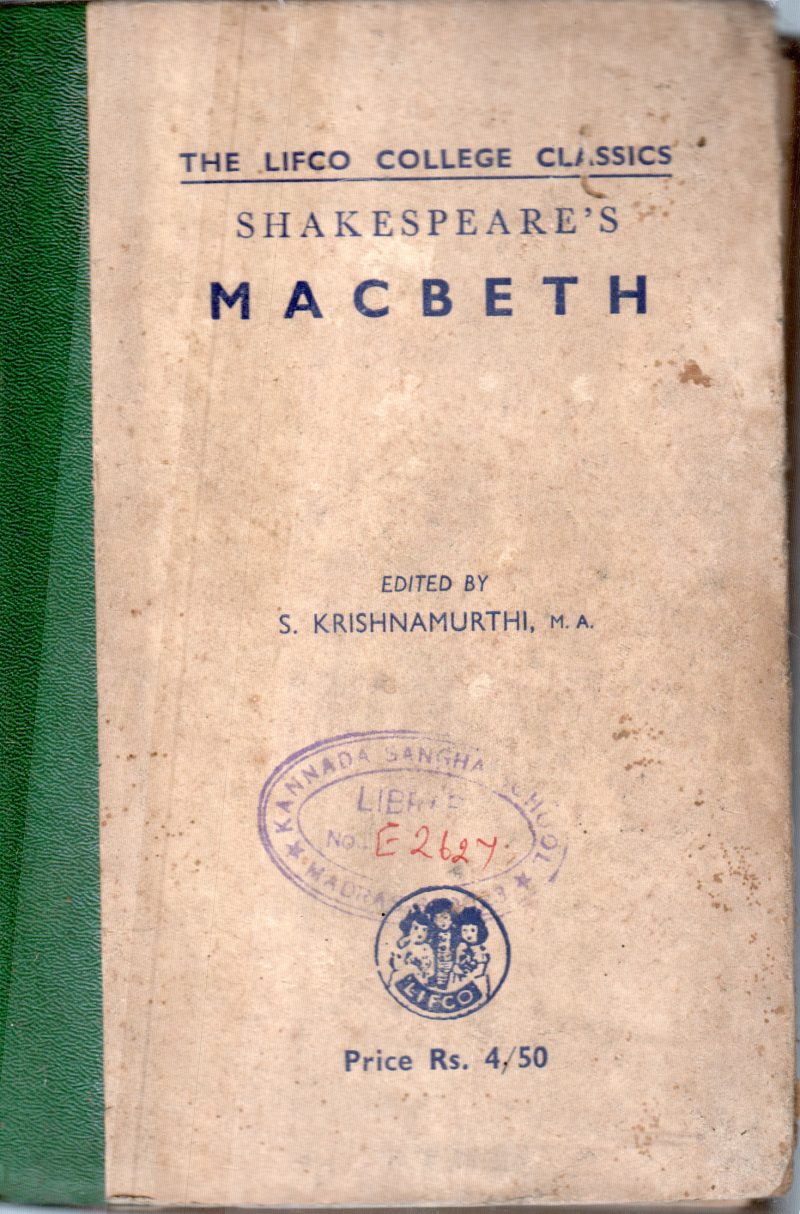 THE LIFCO COLLEGE CLASSICS
SHAKESPEARE'S
MACBETH
EDITED BY
S. KRISHNAMURTHI, M. A.
KANNADA SANGHA SCHOOL
NO. E 2627
LIFCO
Price Rs. 4/50